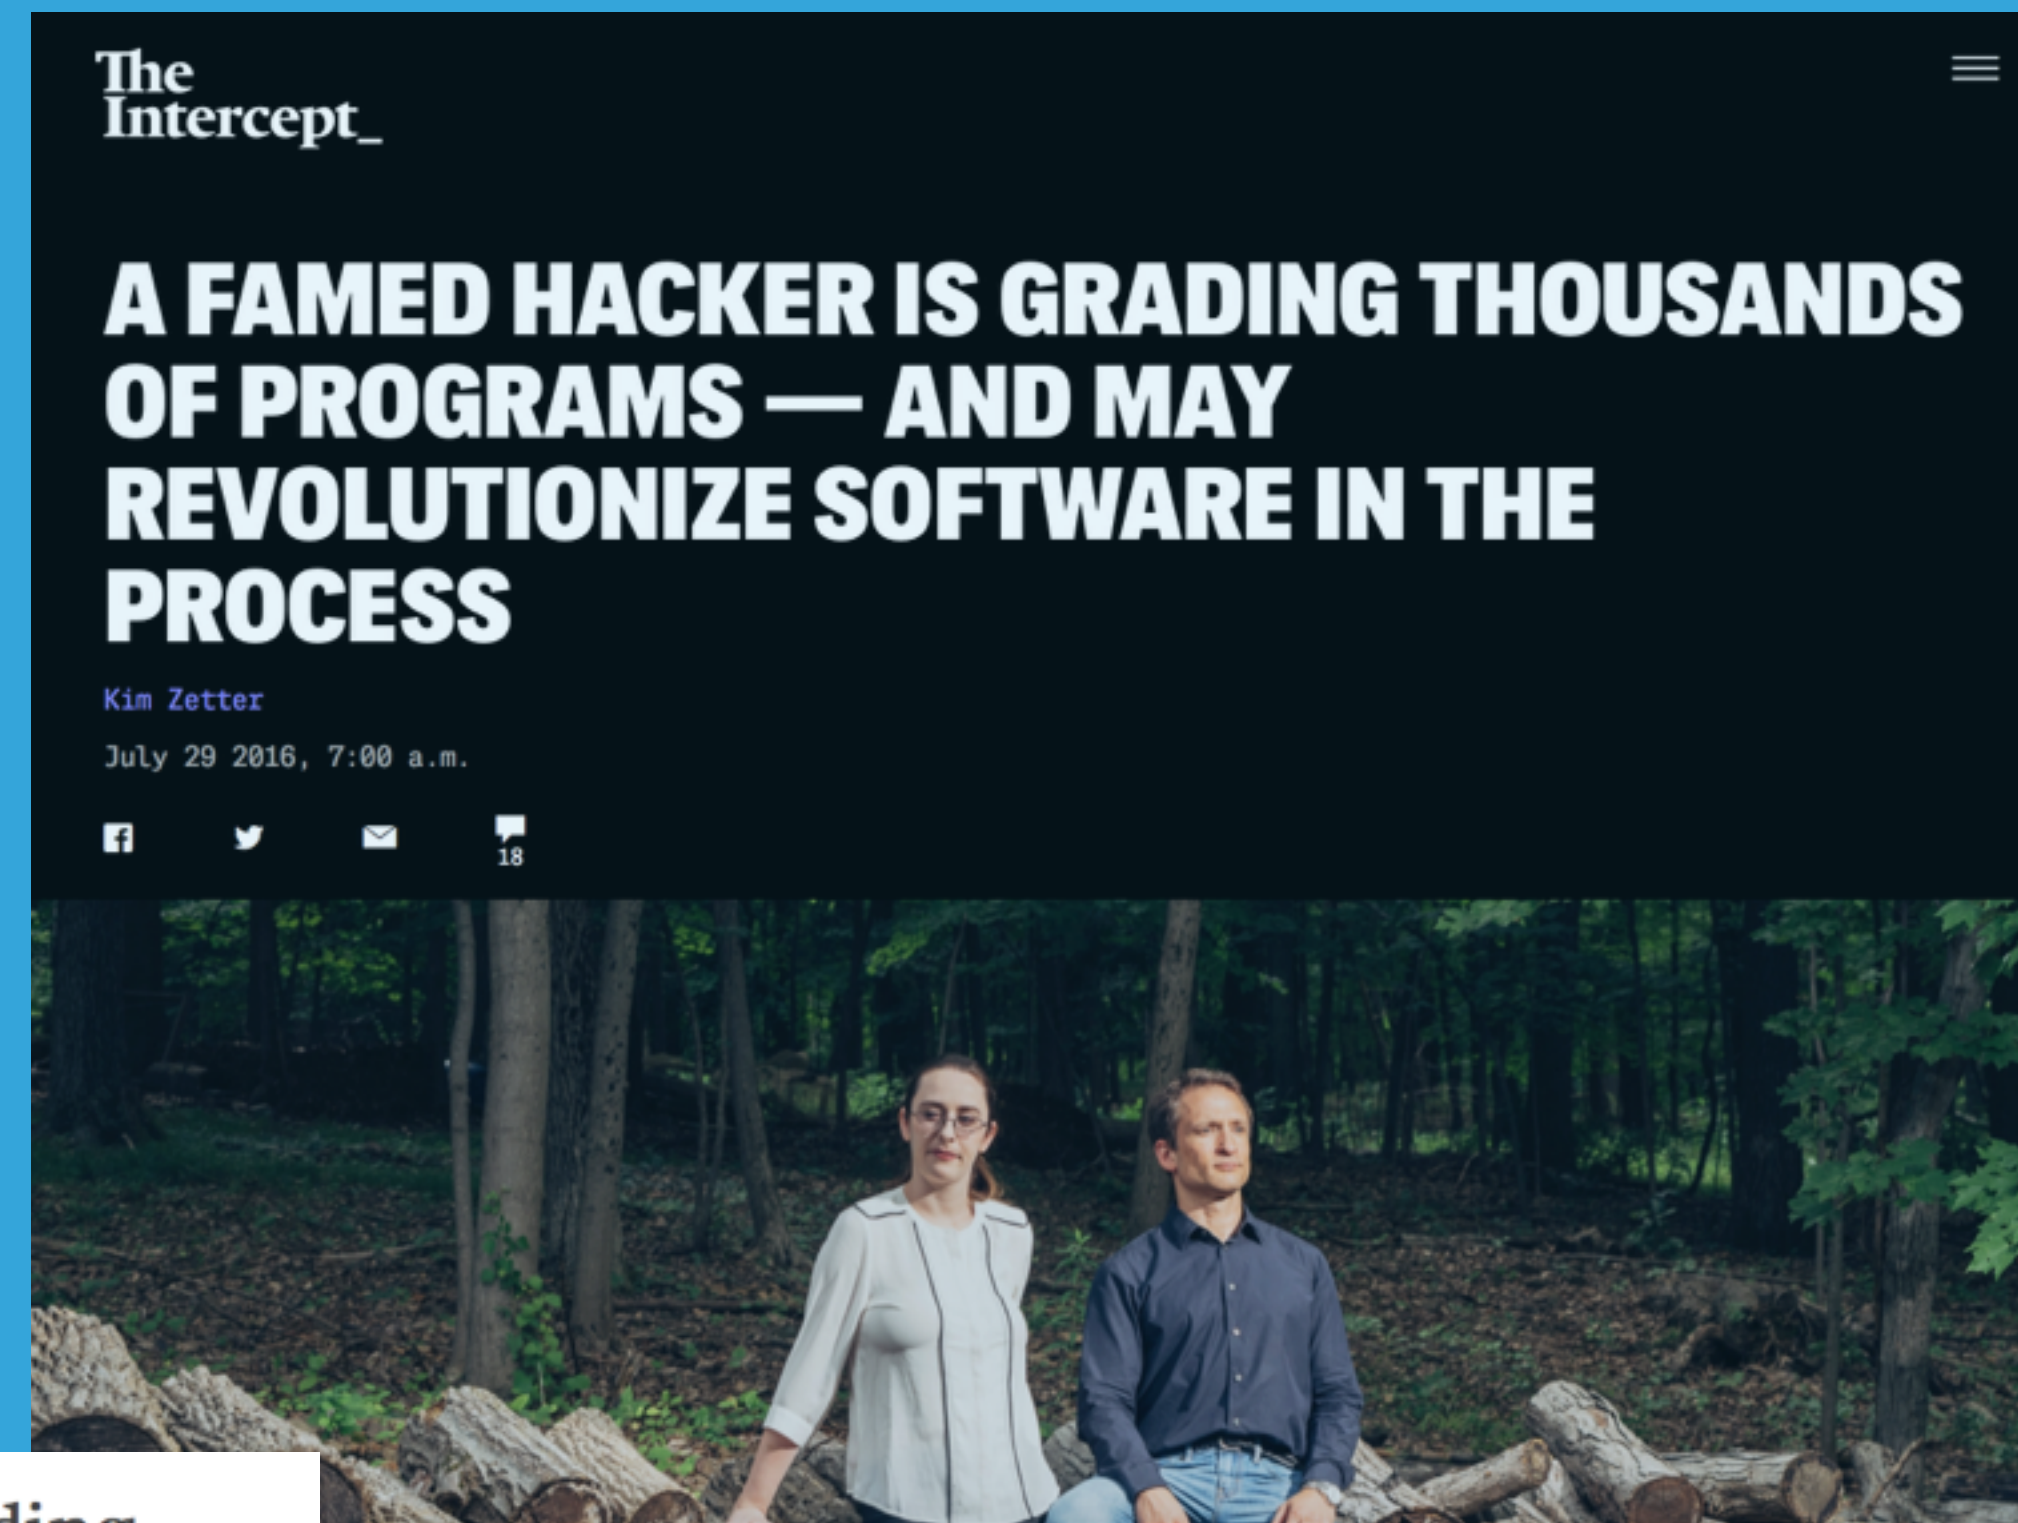 The
Intercept_
A FAMED HACKER IS GRADING THOUSANDS
OF PROGRAMS — AND MAY
REVOLUTIONIZE SOFTWARE IN THE
PROCESS
Kim Zetter
July 29 2016, 7:00 a.m.
18